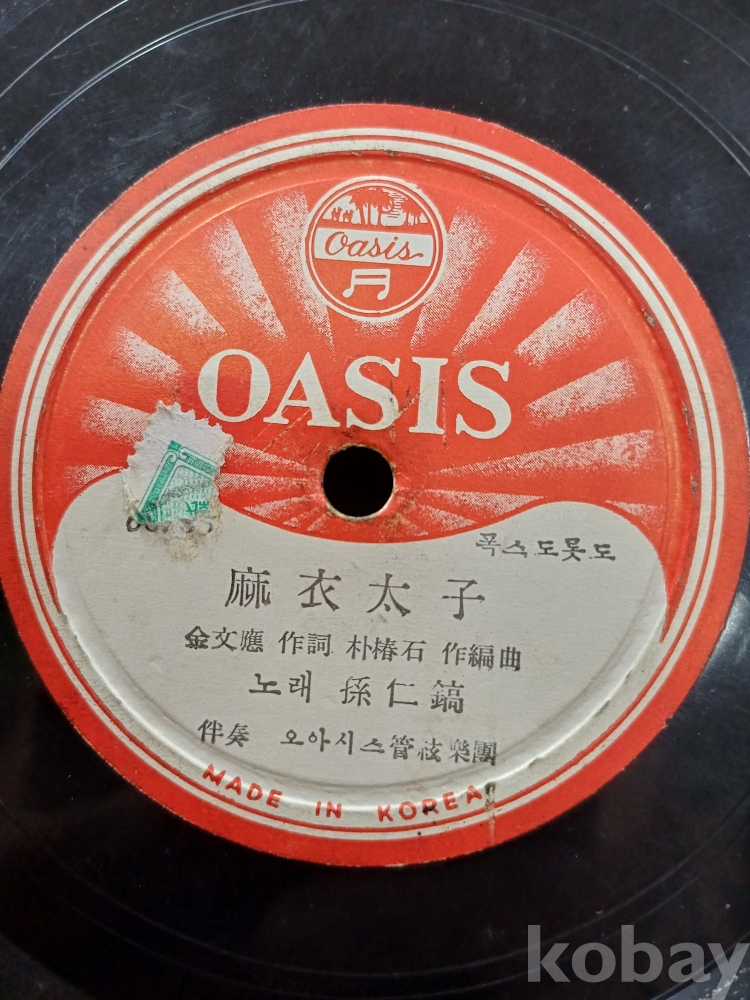 Oasis
OASIS
폭스도롯도
麻衣太子
金文應 作詞 朴椿石 作編曲
노래 孫仁鎬
伴奏 오아시스管絃樂團
MADE IN KOREA
kobay